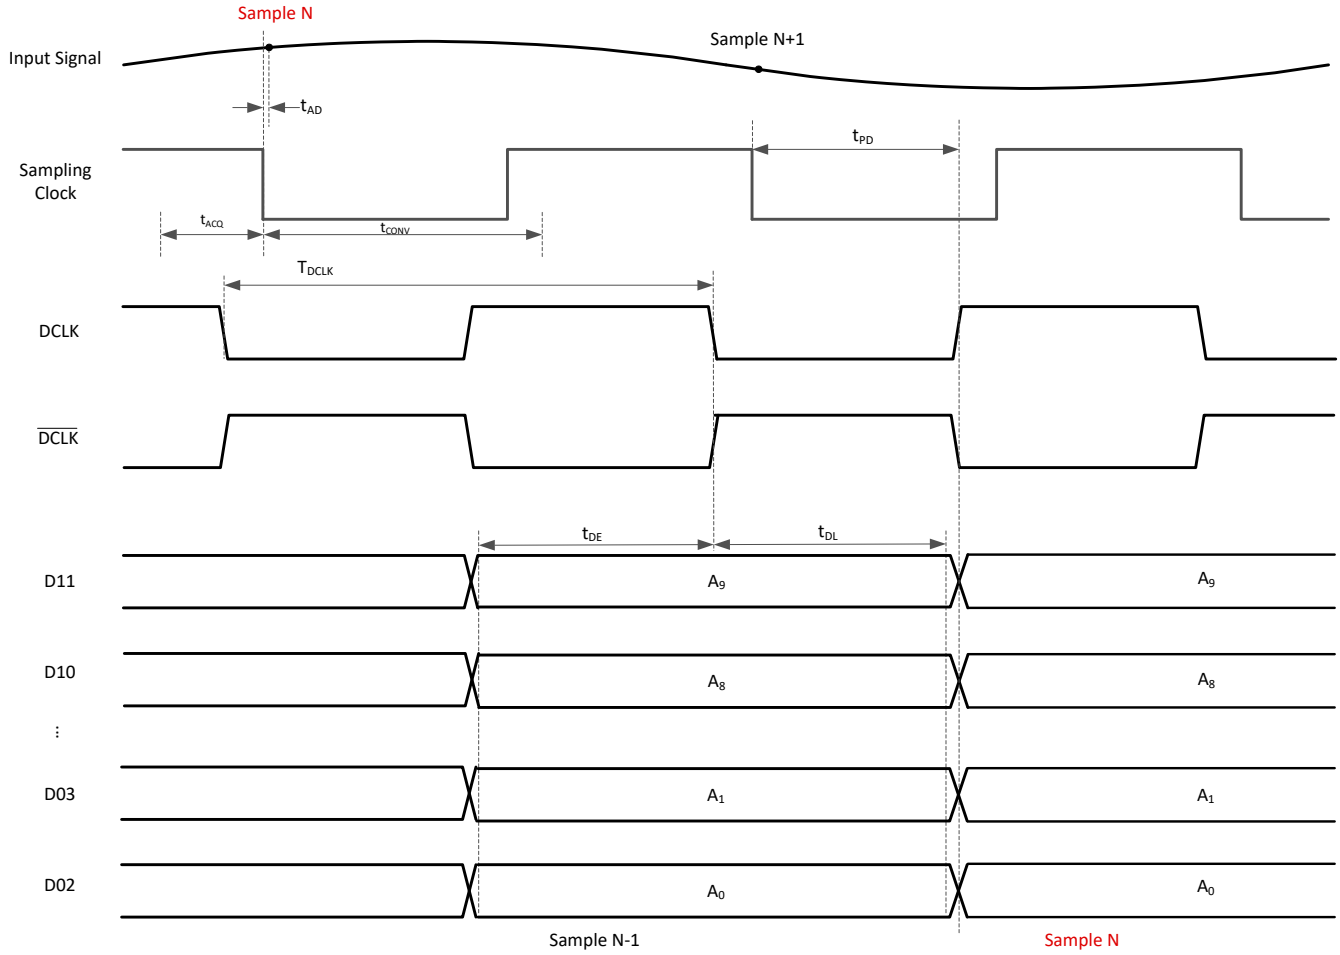 Sample N
Input Signal
Sample N+1
tAD
tPD
Sampling
Clock
tACQ
tCONV
TDCLK
DCLK
DCLK
tDE
tDL
D11
A9
A9
D10
A8
A8
...
D03
A1
A1
D02
A0
A0
Sample N-1
Sample N